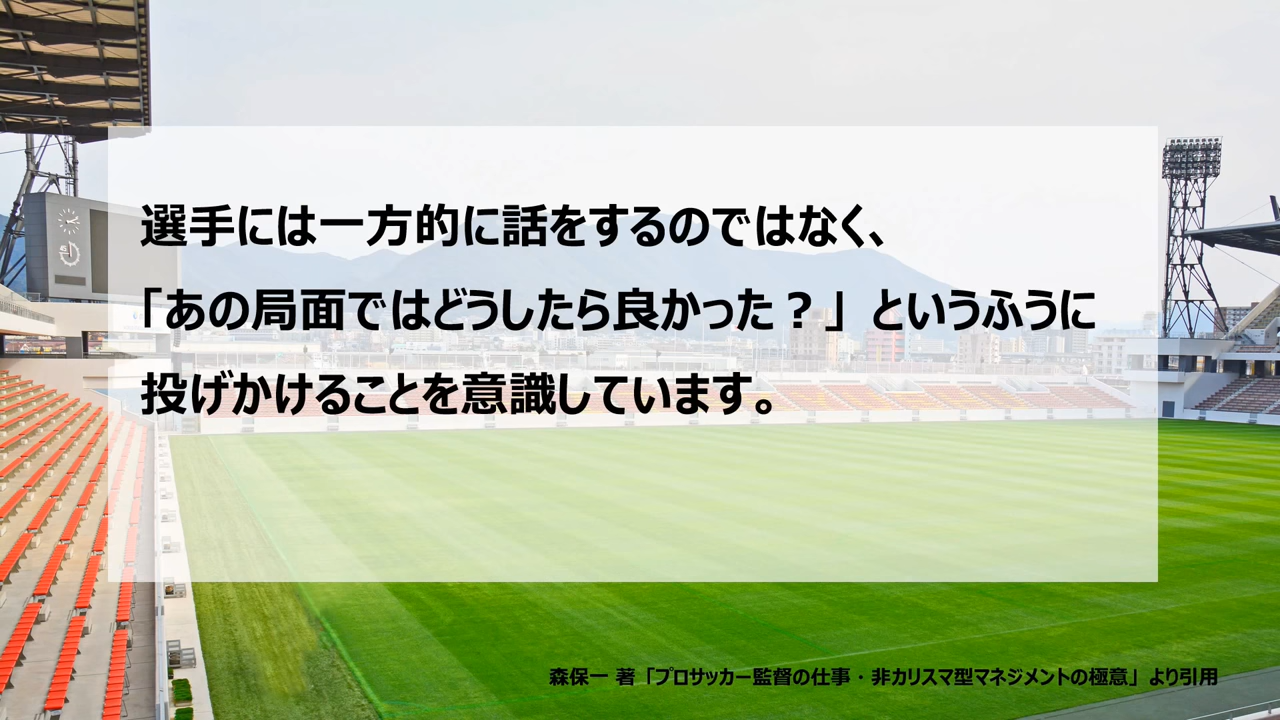 選手には一方的に話をするのではなく、
「あの局面ではどうしたら良かった？」というふうに
投げかけることを意識しています。
森保一 著「プロサッカー監督の仕事・非カリスマ型マネジメントの極意」より引用